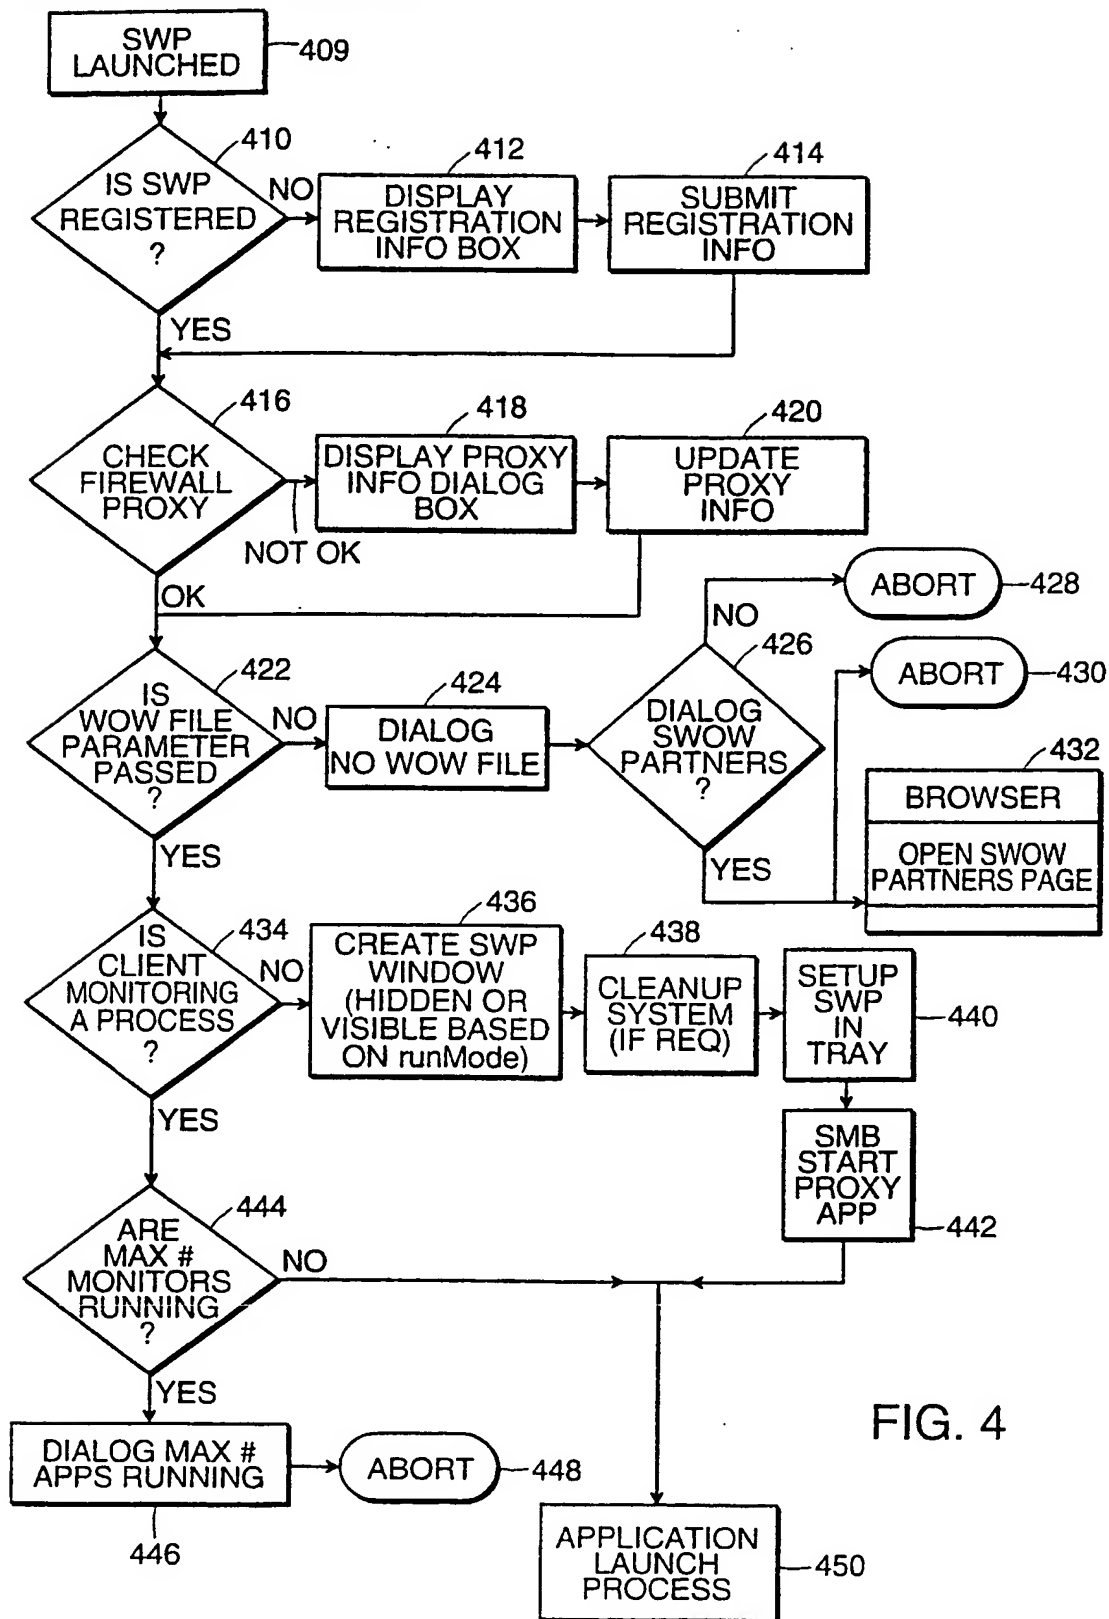 SWP
LAUNCHED
409
410
IS SWP
REGISTERED
?
NO
412
DISPLAY
REGISTRATION
INFO BOX
414
SUBMIT
REGISTRATION
INFO
YES
416
CHECK
FIREWALL
PROXY
NOT OK
418
DISPLAY PROXY
INFO DIALOG
BOX
420
UPDATE
PROXY
INFO
OK
422
IS
WOW FILE
PARAMETER
PASSED
?
NO
424
DIALOG
NO WOW FILE
426
DIALOG
SWOW
PARTNERS
?
NO
ABORT
428
ABORT
430
YES
432
BROWSER
OPEN SWOW
PARTNERS PAGE
YES
434
IS
CLIENT
MONITORING
A PROCESS
?
NO
436
CREATE SWP
WINDOW
(HIDDEN OR
VISIBLE BASED
ON runMode)
438
CLEANUP
SYSTEM
(IF REQ)
SETUP
SWP
IN
TRAY
440
SMB
START
PROXY
APP
442
YES
444
ARE
MAX #
MONITORS
RUNNING
?
NO
YES
DIALOG MAX #
APPS RUNNING
446
ABORT
448
APPLICATION
LAUNCH
PROCESS
450
FIG. 4